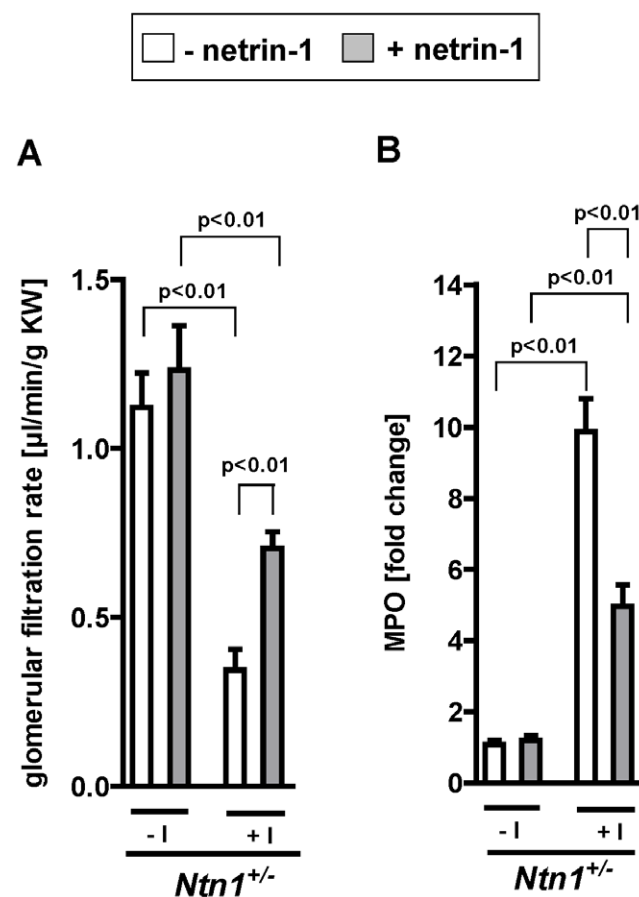 - netrin-1 + netrin-1
A
B
p<0.01
p<0.01
p<0.01
glomerular filtration rate [µl/min/g KW]
1.5
1.0
0.5
0.0
- I + I
Ntn1+/-
p<0.01
p<0.01
p<0.01
MPO [fold change]
14
12
10
8
6
4
2
0
- I + I
Ntn1+/-